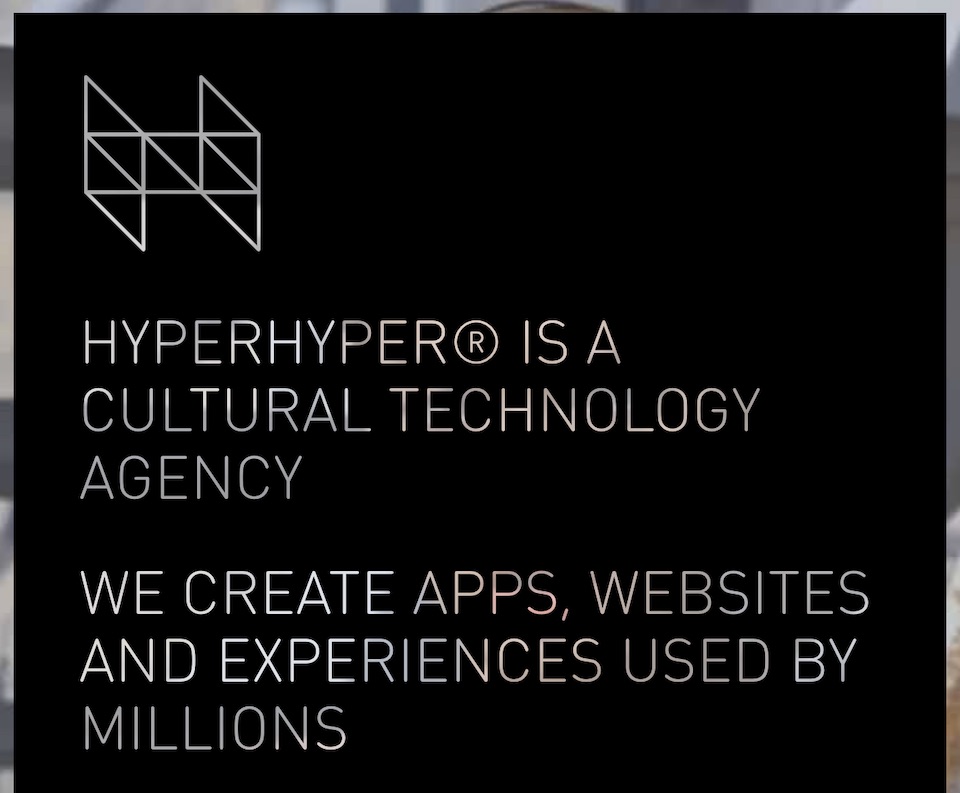 HYPERHYPER® IS A
CULTURAL TECHNOLOGY
AGENCY
WE CREATE APPS, WEBSITES
AND EXPERIENCES USED BY
MILLIONS